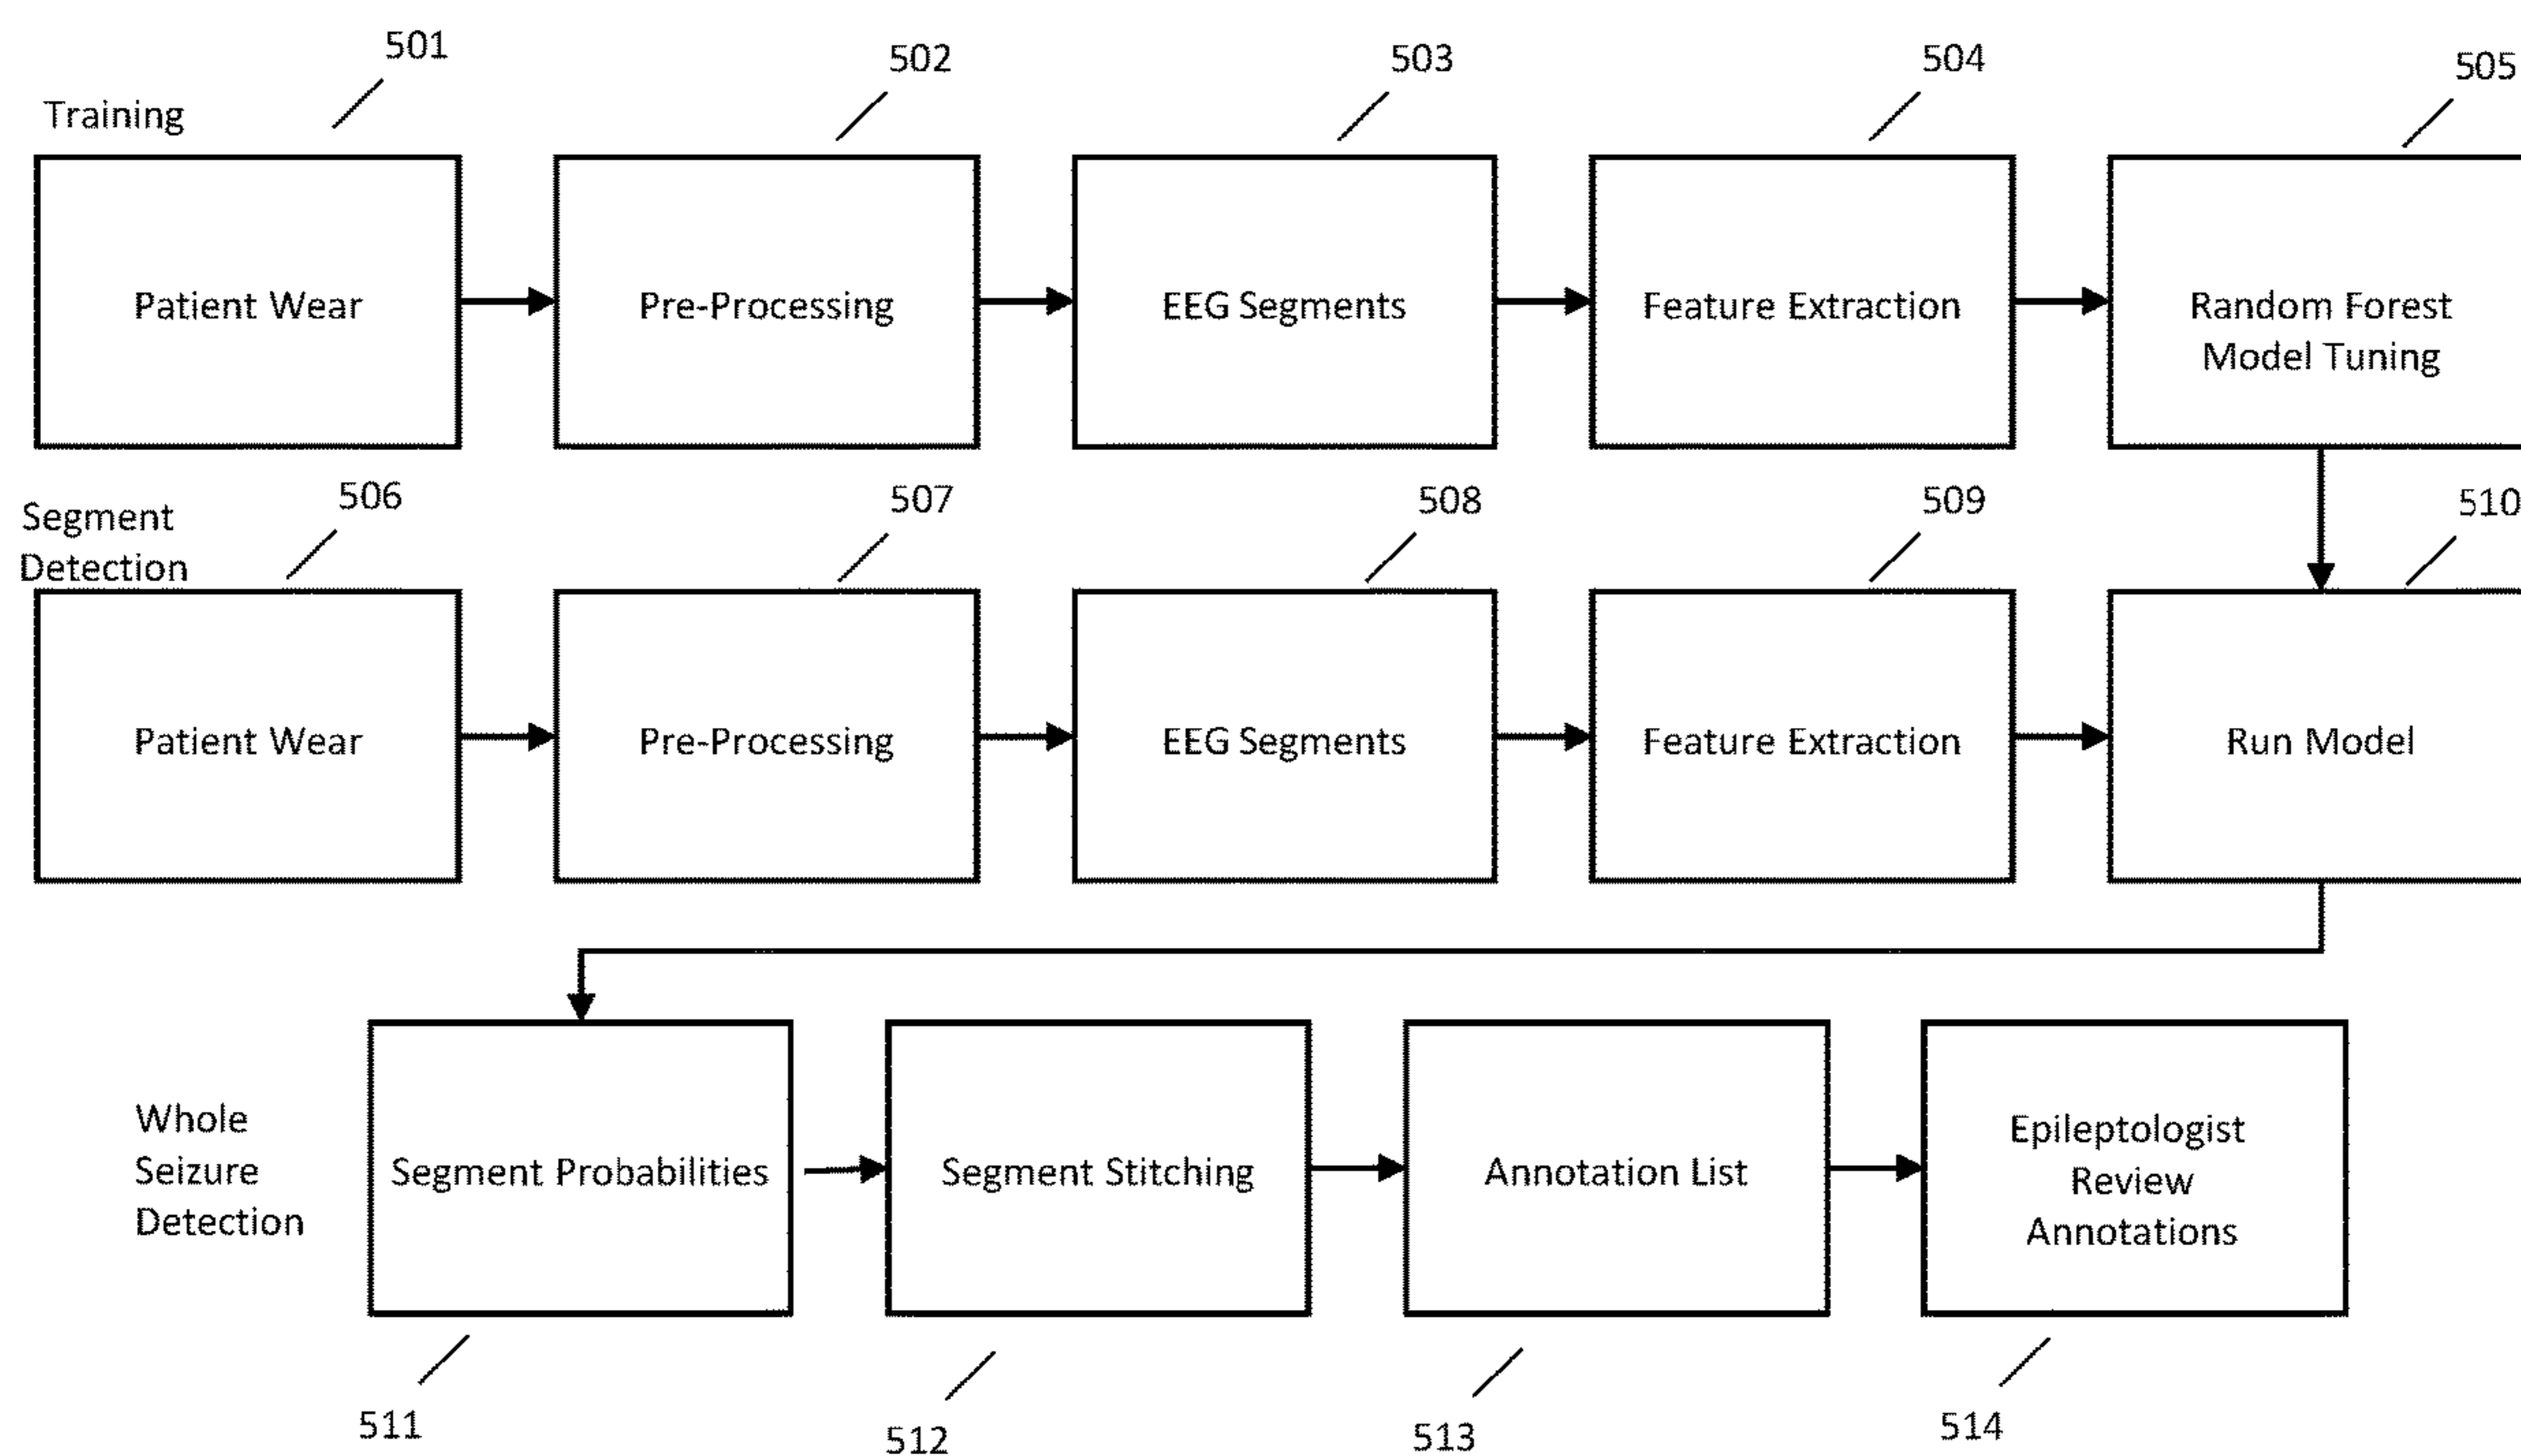 501
502
503
504
505
Training
Patient Wear
Pre-Processing
EEG Segments
Feature Extraction
Random Forest
Model Tuning
506
507
508
509
510
Segment
Detection
Patient Wear
Pre-Processing
EEG Segments
Feature Extraction
Run Model
Whole
Seizure
Detection
Segment Probabilities
Segment Stitching
Annotation List
Epileptologist
Review
Annotations
511
512
513
514